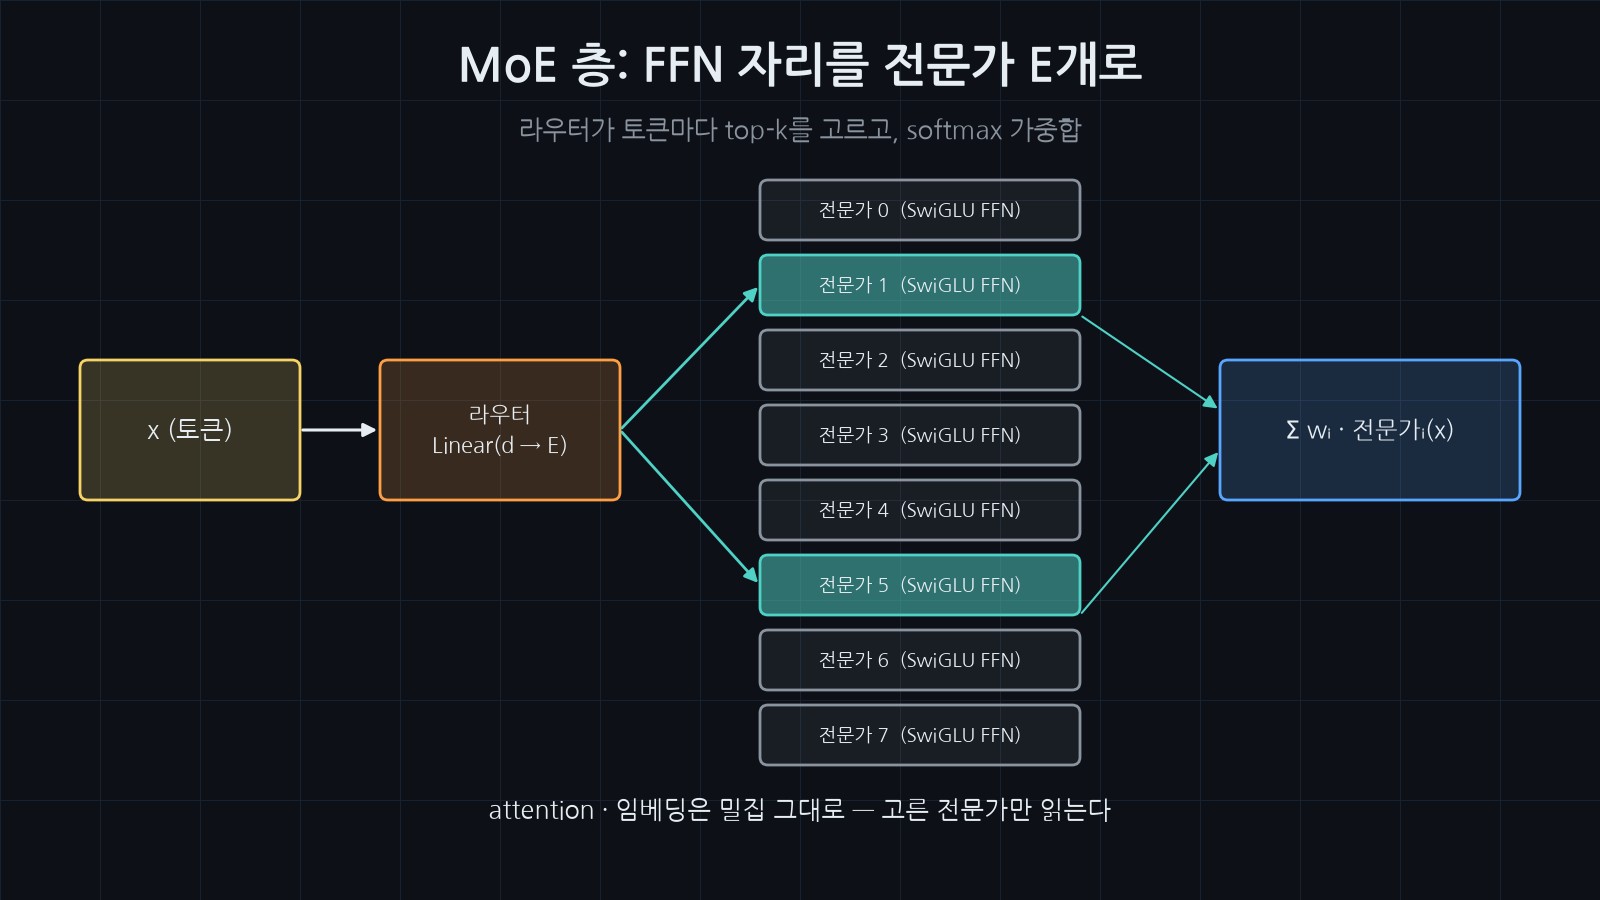 MoE 층: FFN 자리를 전문가 E개로
라우터가 토큰마다 top-k를 고르고, softmax 가중합
x (토큰)
라우터
Linear(d → E)
전문가 0 (SwiGLU FFN)
전문가 1 (SwiGLU FFN)
전문가 2 (SwiGLU FFN)
전문가 3 (SwiGLU FFN)
전문가 4 (SwiGLU FFN)
전문가 5 (SwiGLU FFN)
전문가 6 (SwiGLU FFN)
전문가 7 (SwiGLU FFN)
Σ wᵢ · 전문가ᵢ(x)
attention · 임베딩은 밀집 그대로 — 고른 전문가만 읽는다